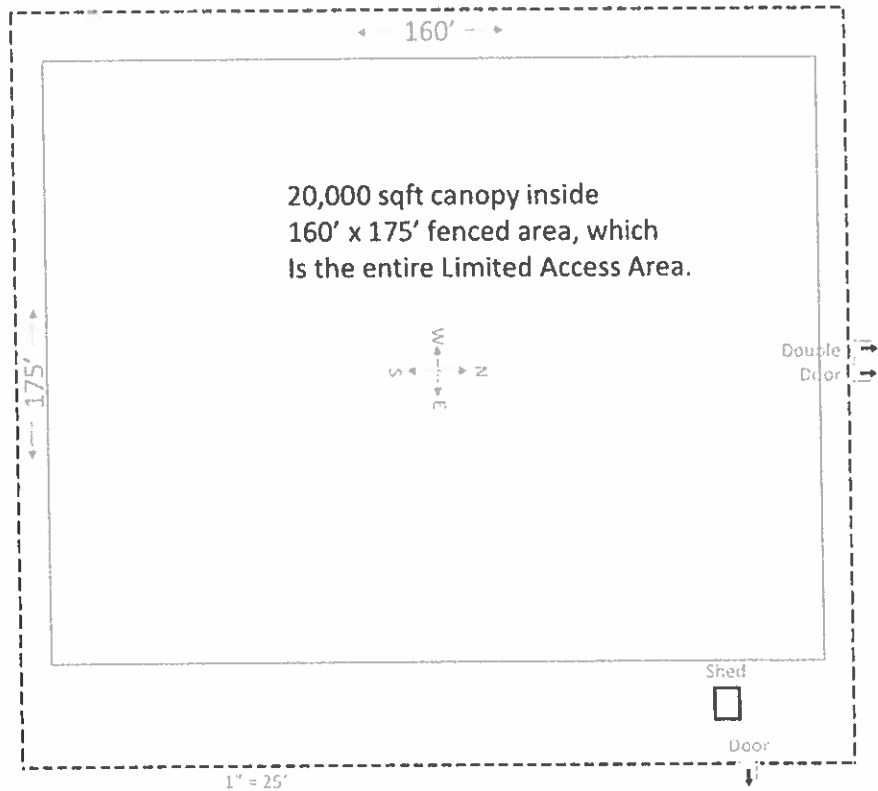 160'
20,000 sqft canopy inside
160' x 175' fenced area, which
Is the entire Limited Access Area.
175'
W
S N
E
Double
Door
Shed
Door
1" = 25'